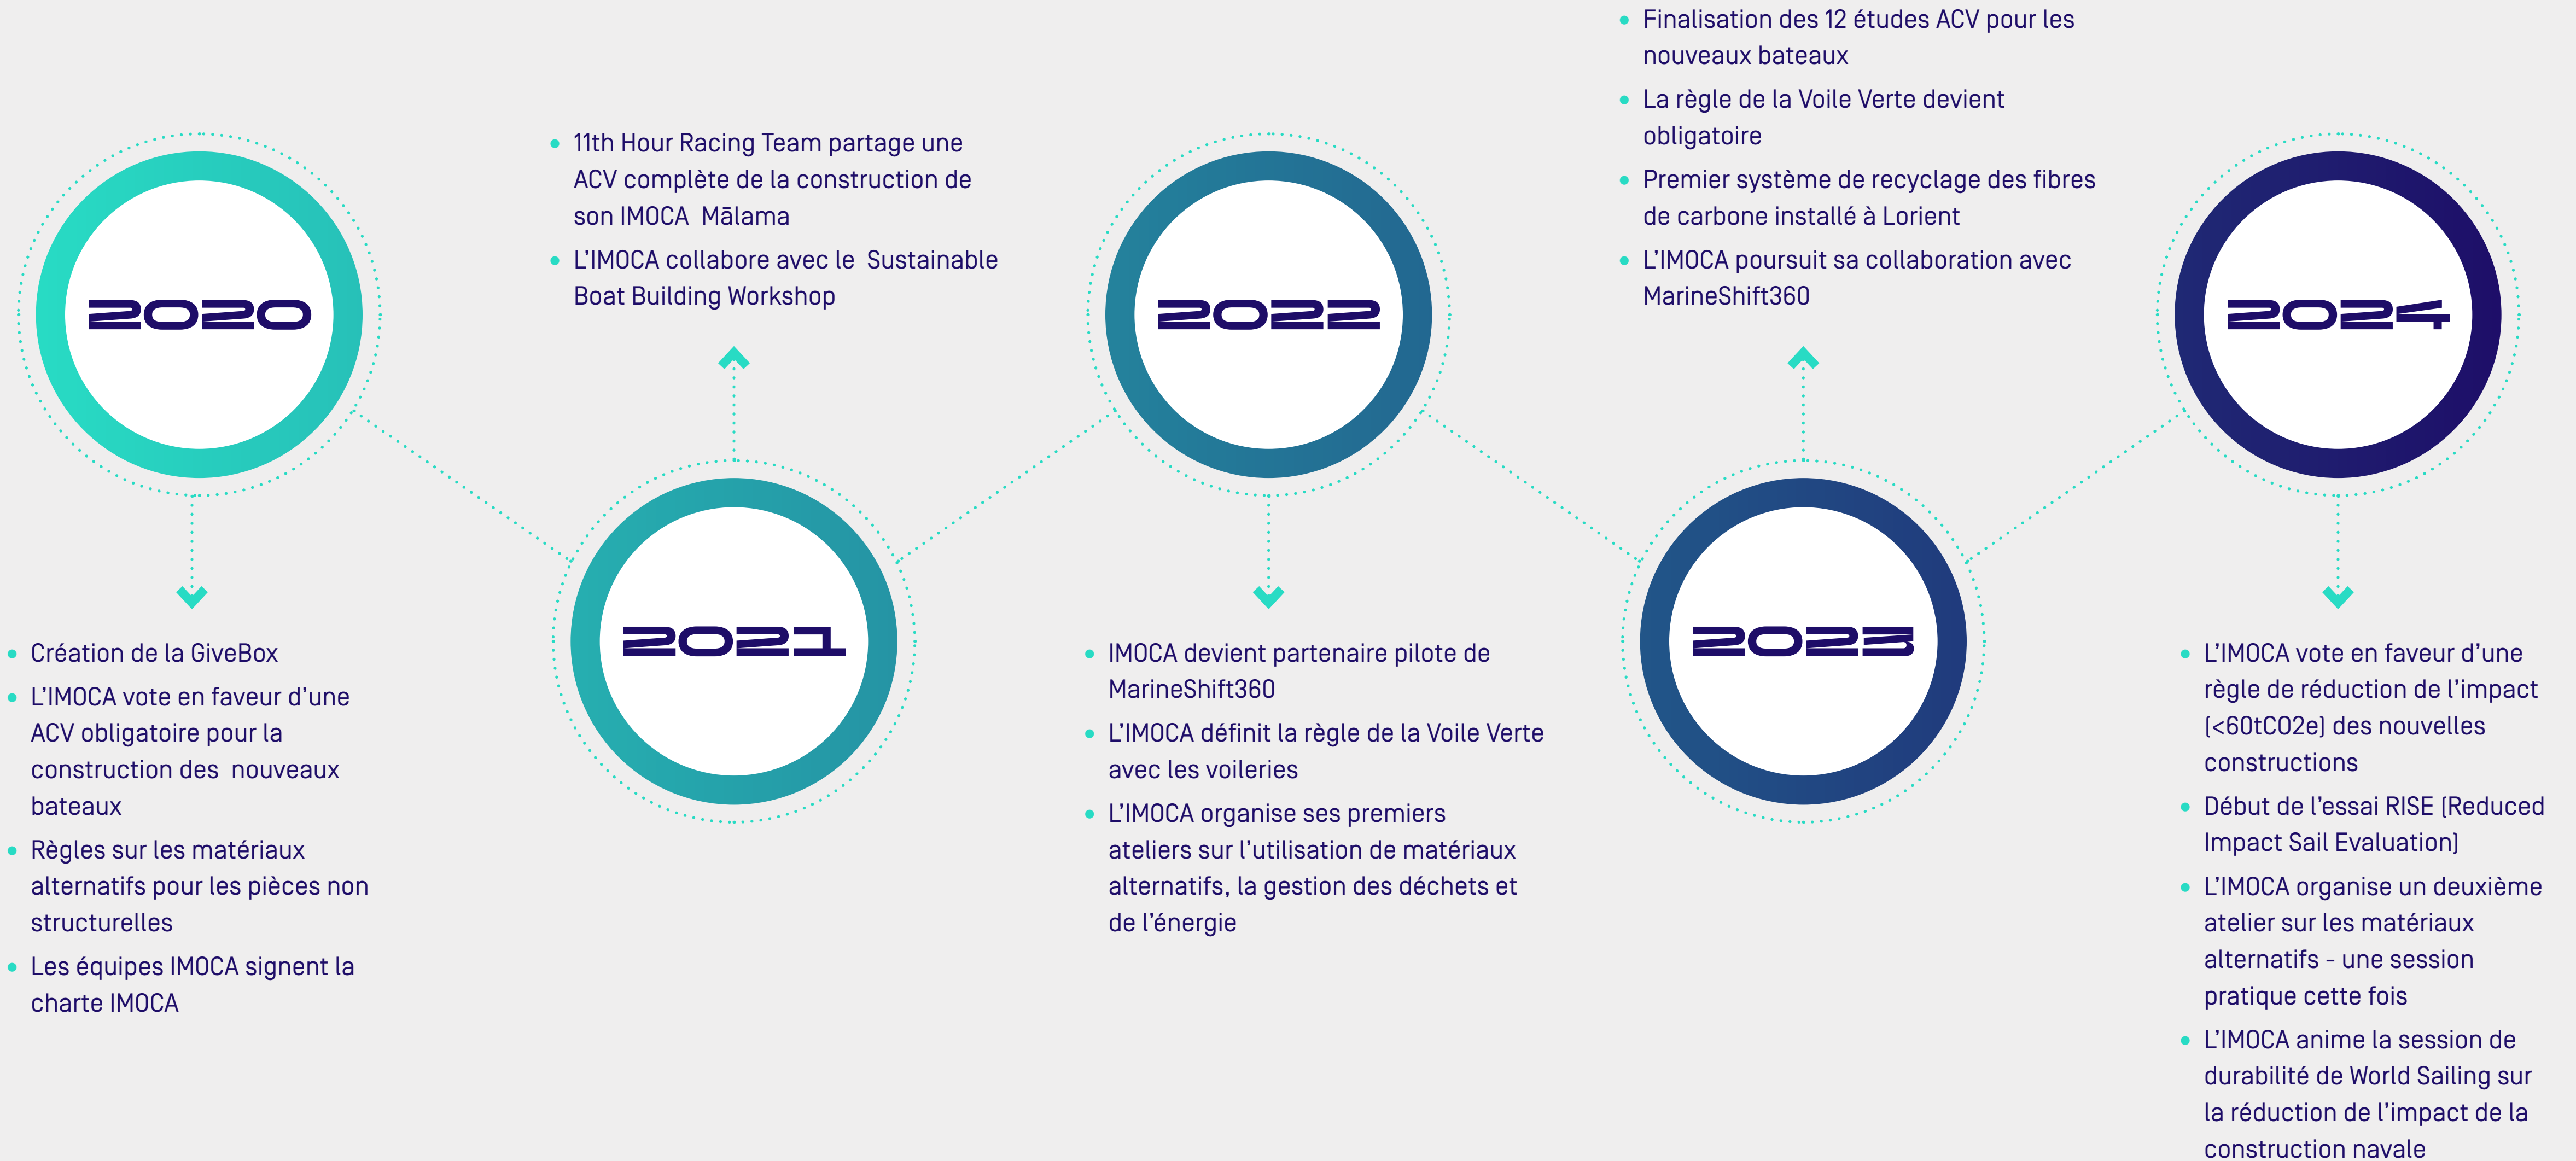 2020
• Création de la GiveBox
• L’IMOCA vote en faveur d’une
ACV obligatoire pour la
construction des nouveaux
bateaux
• Règles sur les matériaux
alternatifs pour les pièces non
structurelles
• Les équipes IMOCA signent la
charte IMOCA
• 11th Hour Racing Team partage une
ACV complète de la construction de
son IMOCA Mālama
• L’IMOCA collabore avec le Sustainable
Boat Building Workshop
2021
2022
• IMOCA devient partenaire pilote de
MarineShift360
• L’IMOCA définit la règle de la Voile Verte
avec les voileries
• L’IMOCA organise ses premiers
ateliers sur l’utilisation de matériaux
alternatifs, la gestion des déchets et
de l’énergie
• Finalisation des 12 études ACV pour les
nouveaux bateaux
• La règle de la Voile Verte devient
obligatoire
• Premier système de recyclage des fibres
de carbone installé à Lorient
• L’IMOCA poursuit sa collaboration avec
MarineShift360
2023
2024
• L’IMOCA vote en faveur d’une
règle de réduction de l’impact
(<60tCO2e) des nouvelles
constructions
• Début de l’essai RISE (Reduced
Impact Sail Evaluation)
• L’IMOCA organise un deuxième
atelier sur les matériaux
alternatifs - une session
pratique cette fois
• L’IMOCA anime la session de
durabilité de World Sailing sur
la réduction de l’impact de la
construction navale